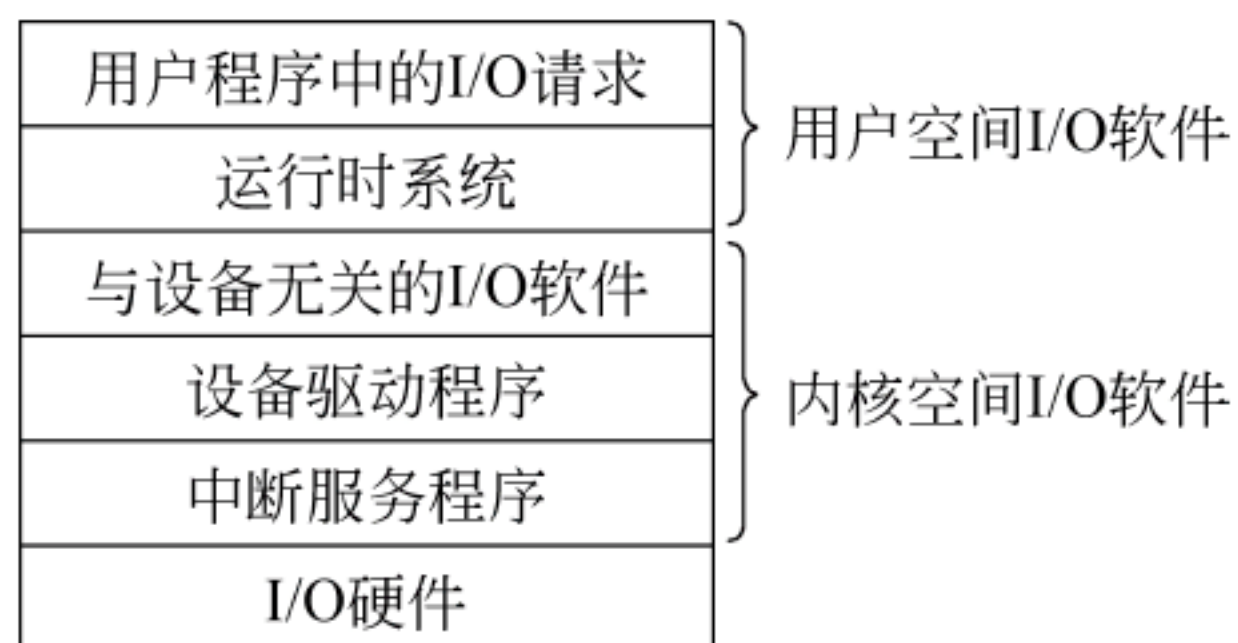 用户程序中的I/O请求
运行时系统
用户空间I/O软件
与设备无关的I/O软件
设备驱动程序
中断服务程序
内核空间I/O软件
I/O硬件